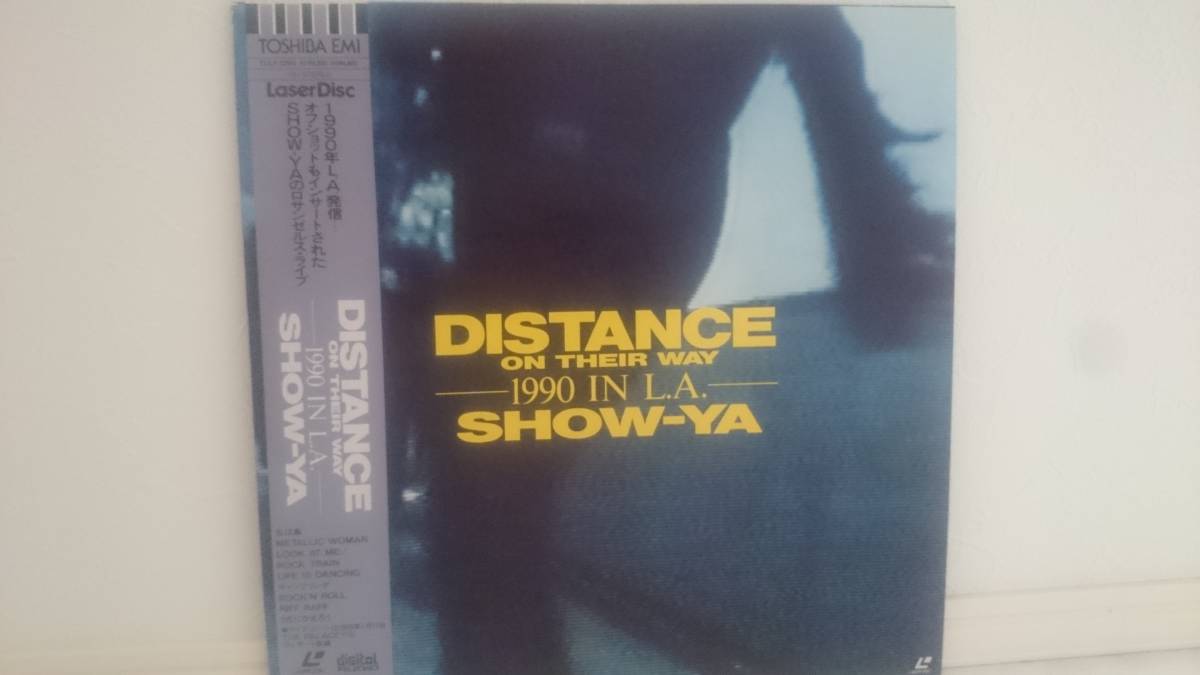 TOSHIBA EMI
LaserDisc
1990年LA発信
オフショットもインサートされた
SHOW-YAのロサンゼルス・ライブ
DISTANCE
ON THEIR WAY
1990 IN L.A.
SHOW-YA
METALLIC WOMAN
LOOK AT ME!
ROCK TRAIN
LIFE IS DANCING
ROCK'N ROLL
digital
AUDIO
DISTANCE
ON THEIR WAY
1990 IN L.A.
SHOW-YA